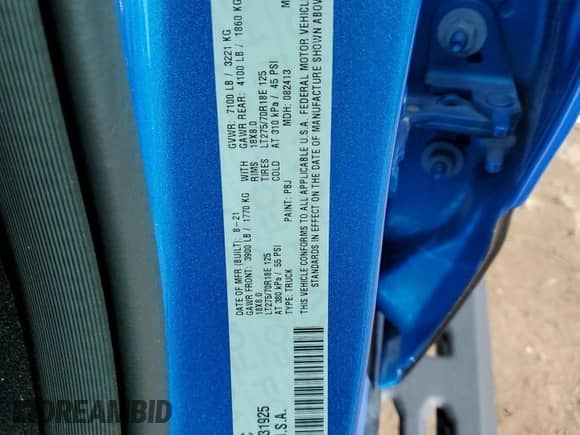 DATE OF MFR (BUILT): 8-21 GVWR: 7100 LB / 3221 KG
GAWR FRONT: 3900 LB / 1770 KG WITH GAWR REAR: 4100 LB / 1860 KG
18X8.0 RIMS 18X8.0
LT275/70R18E 125 TIRES LT275/70R18E 125
AT 380 kPa / 55 PSI COLD AT 310 kPa / 45 PSI
TYPE: TRUCK PAINT: PBJ MDH: 082413
THIS VEHICLE CONFORMS TO ALL APPLICABLE U.S.A. FEDERAL MOTOR VEHICLE
STANDARDS IN EFFECT ON THE DATE OF MANUFACTURE SHOWN ABOV
31925
U.S.A.
DREAMBID